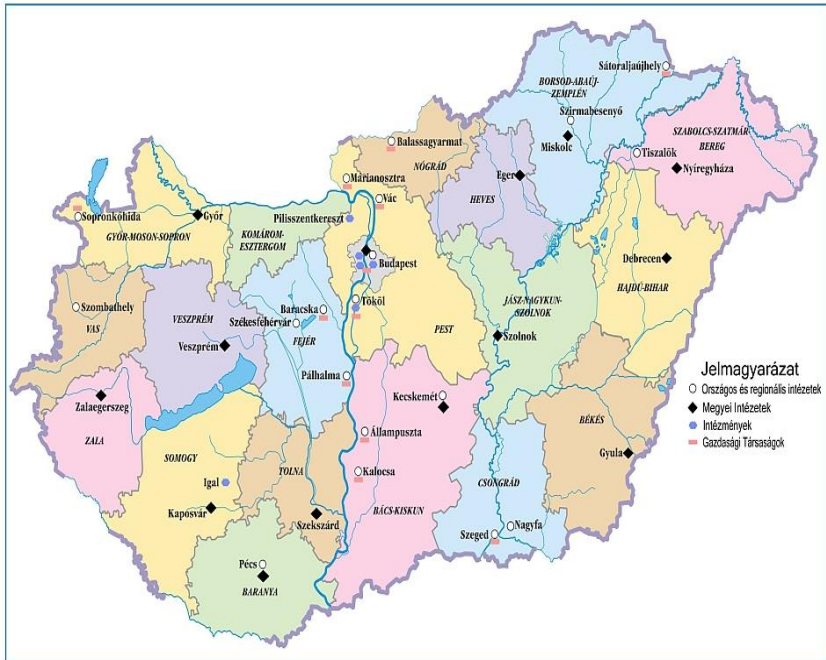 Sátoraljaújhely
BORSOD-ABAÚJ-
ZEMPLÉN
Szirmabesenyő
Miskolc
SZABOLCS-SZATMÁR-
BEREG
Tiszalök
Nyíregyháza
Balassagyarmat
NÓGRÁD
Márianosztra
Vác
Eger
HEVES
Sopronkőhida
Győr
GYŐR-MOSON-SOPRON
Pilisszentkereszt
KOMÁROM-
ESZTERGOM
Budapest
Debrecen
HAJDÚ-BIHAR
Szombathely
VAS
VESZPRÉM
Veszprém
Baracska
Székesfehérvár
FEJÉR
Tököl
PEST
JÁSZ-NAGYKUN-
SZOLNOK
Szolnok
Pálhalma
Zalaegerszeg
ZALA
Kecskemét
Állampuszta
Kalocsa
BÁCS-KISKUN
BÉKÉS
Gyula
SOMOGY
Igal
Kaposvár
TOLNA
Szekszárd
CSONGRÁD
Nagyfa
Szeged
Pécs
BARANYA
Jelmagyarázat
Országos és regionális intézetek
Megyei Intézetek
Intézmények
Gazdasági Társaságok